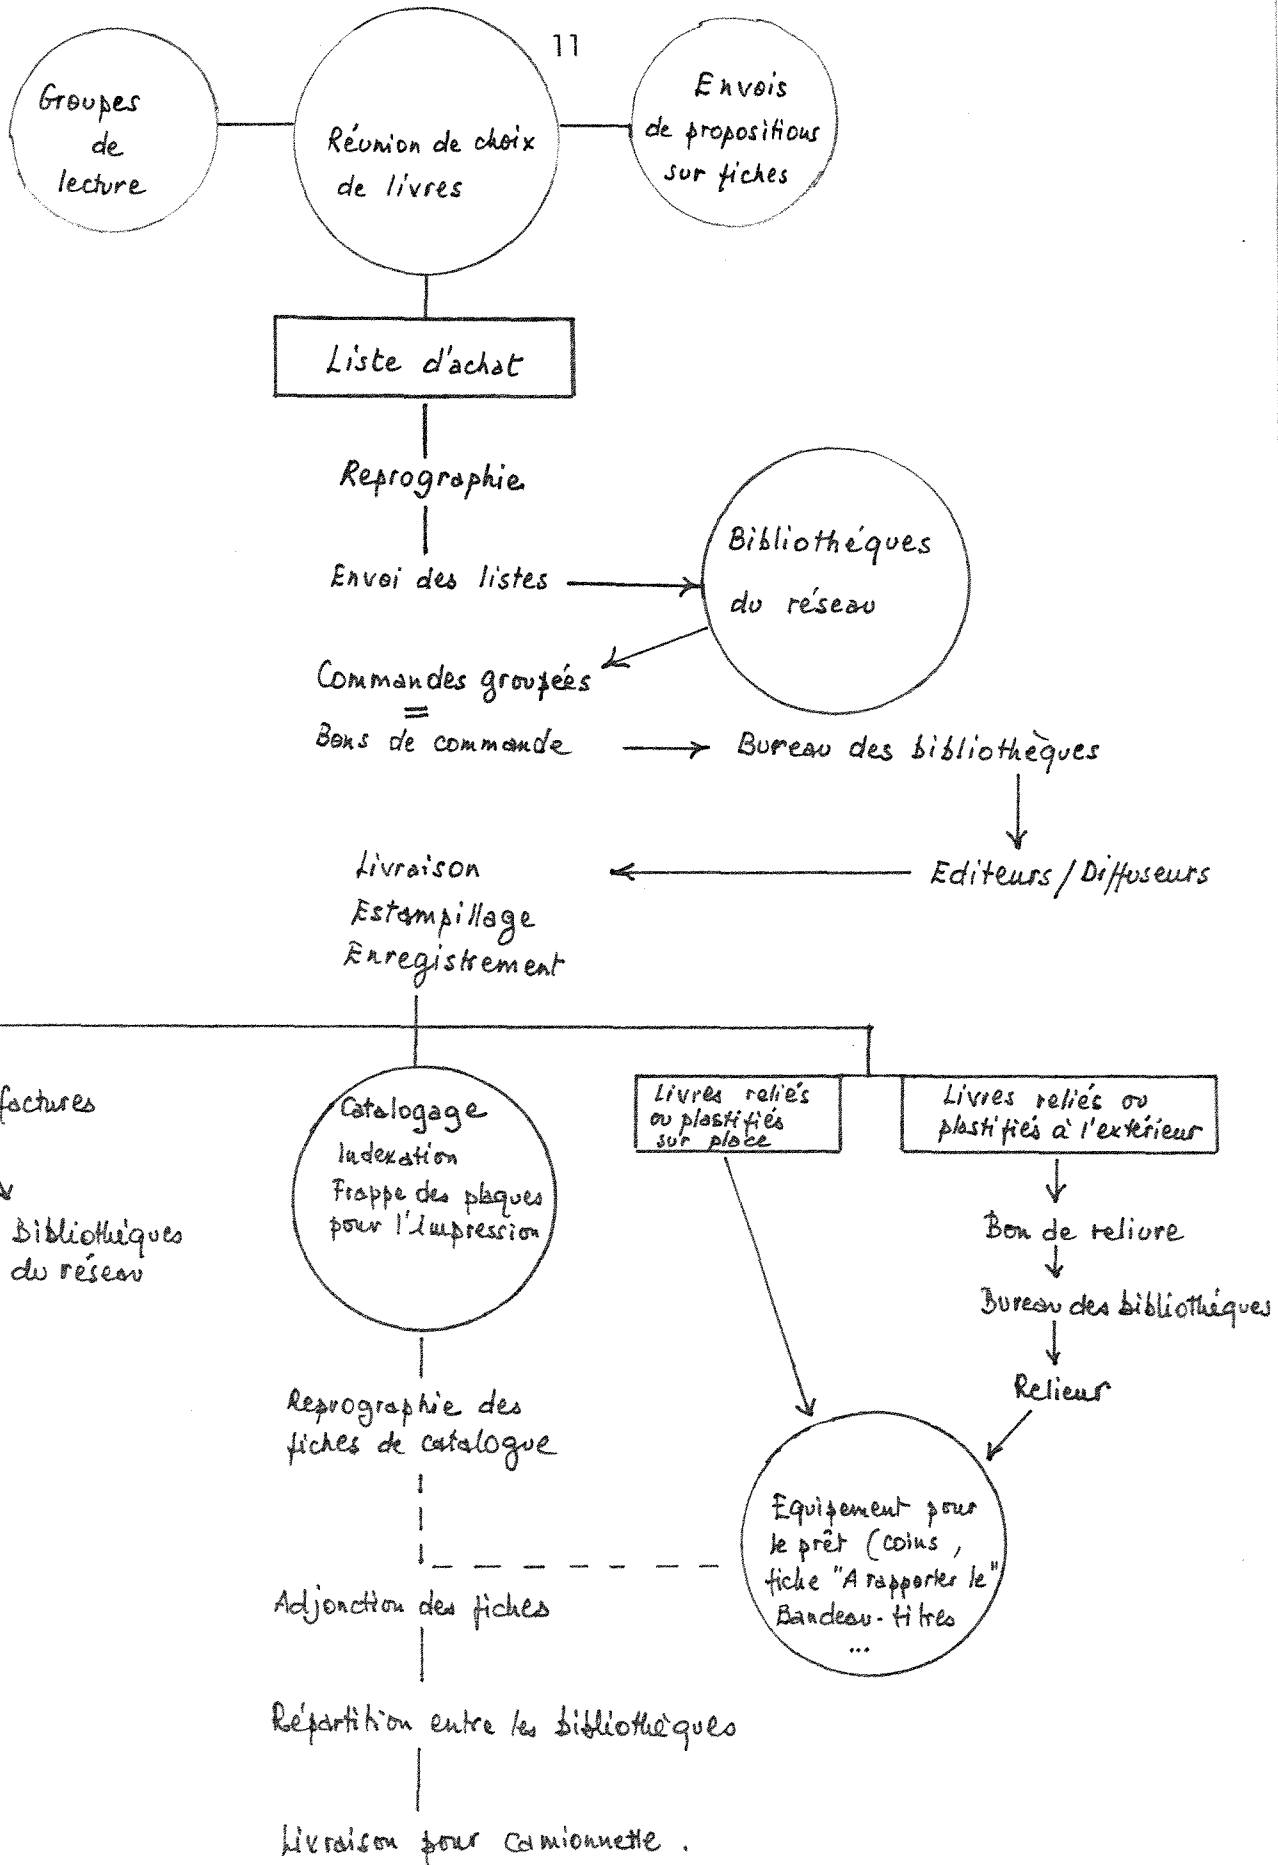 11
Groupes
de
lecture
Réunion de choix
de livres
Envois
de propositions
sur fiches
Liste d'achat
Reprographie
Envoi des listes
Bibliothéques
du réseau
Commandes groupées
=
Bons de commande
Bureau des bibliothèques
Livraison
Editeurs/Diffuseurs
Estampillage
Enregistrement
factures
Bibliothèques
du réseau
Catalogage
Indexation
Frappe des plaques
pour l'impression
Livres reliés
ou plastifiés
sur place
Livres reliés ou
plastifiés à l'extérieur
Bon de reliure
Bureau des bibliothéques
Relieur
Reprographie des
fiches de catalogue
Equipement pour
le prêt (coins,
fiche "A rapporter le"
Bandeau-titres
...
Adjonction des fiches
Répartition entre les bibliothèques
Livraison pour camionnette.